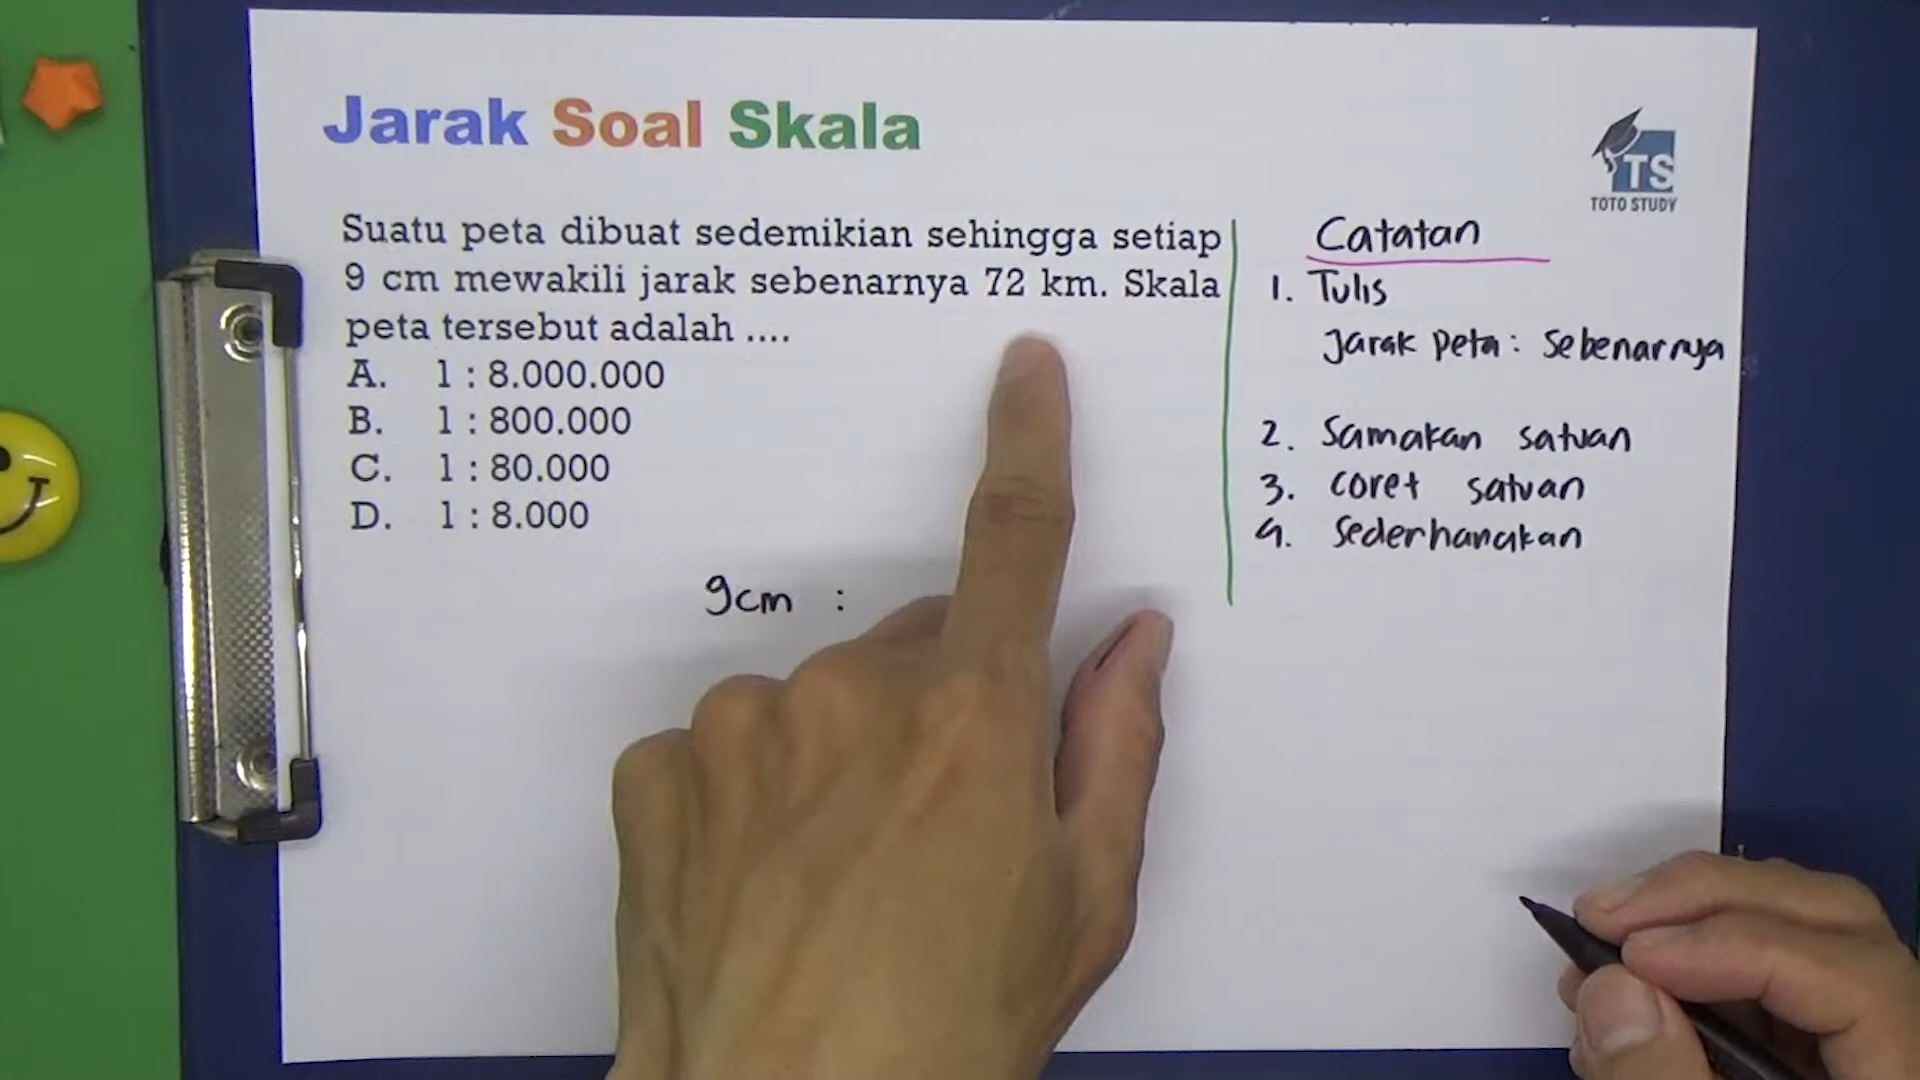 Jarak Soal Skala
TS
TOTO STUDY
Suatu peta dibuat sedemikian sehingga setiap
9 cm mewakili jarak sebenarnya 72 km. Skala
peta tersebut adalah ....
A. 1 : 8.000.000
B. 1 : 800.000
C. 1 : 80.000
D. 1 : 8.000
9cm :
Catatan
1. Tulis
Jarak Peta : Sebenarnya
2. Samakan satuan
3. coret satuan
4. Sederhanakan